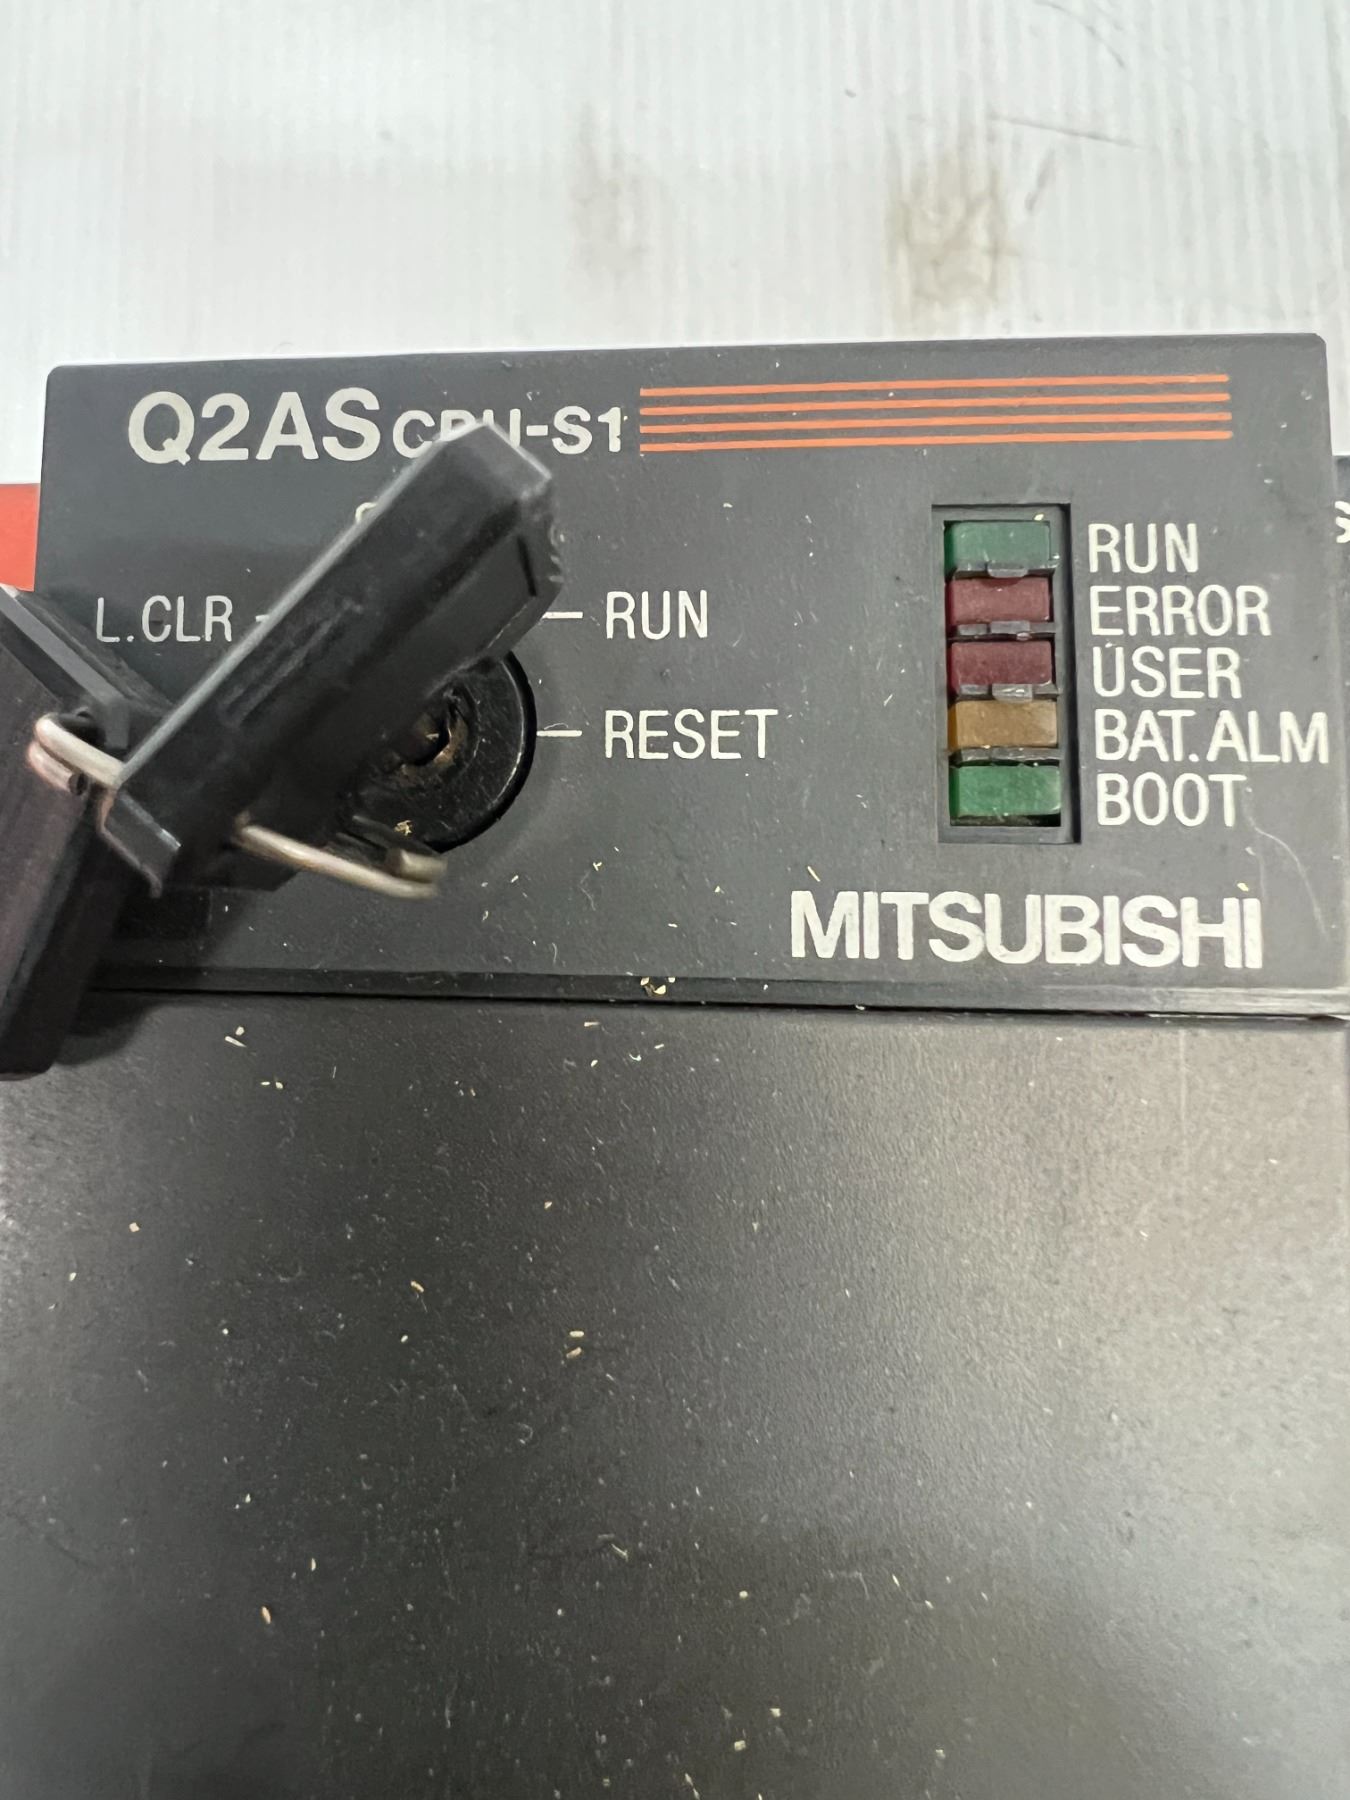 Q2AS CPU-S1
L.CLR
RUN
RESET
RUN
ERROR
USER
BAT.ALM
BOOT
MITSUBISHI